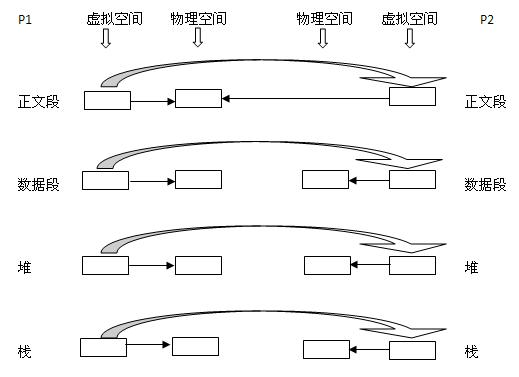 P1 虚拟空间 物理空间 物理空间 虚拟空间 P2
正文段 正文段
数据段 数据段
堆 堆
栈 栈